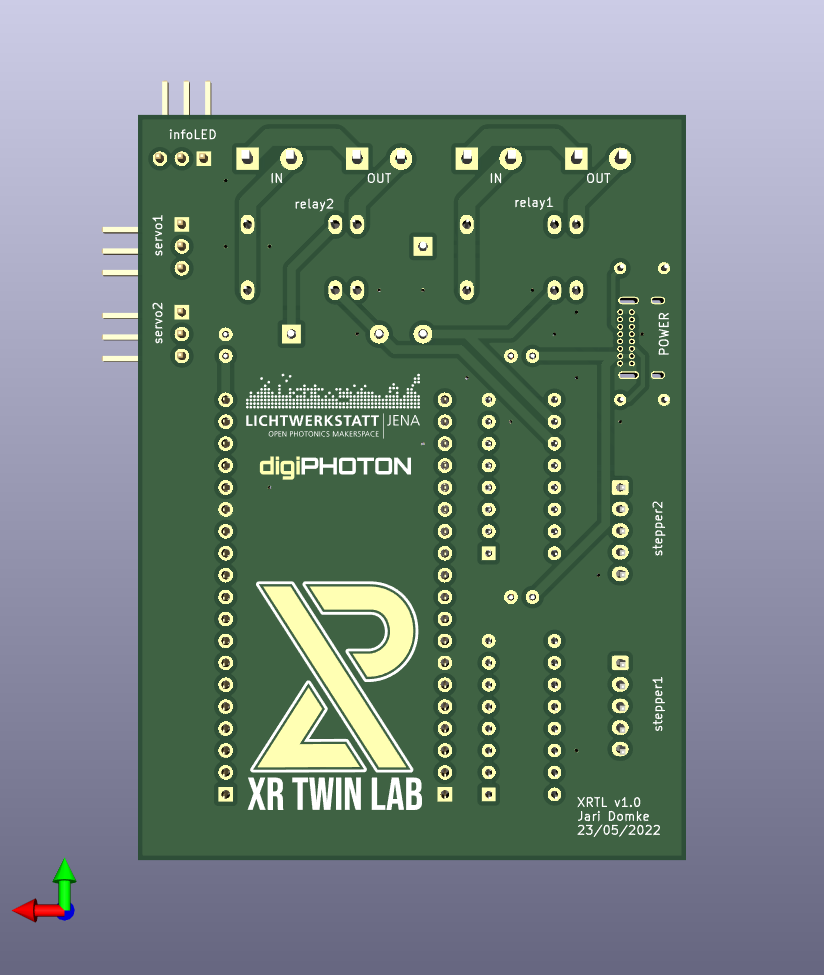 infoLED
IN
OUT
IN
OUT
relay2
relay1
servo1
servo2
POWER
LICHTWERKSTATT JENA
OPEN PHOTONICS MAKERSPACE
digiPHOTON
stepper2
stepper1
XR TWIN LAB
XRTL v1.0
Jari Domke
23/05/2022